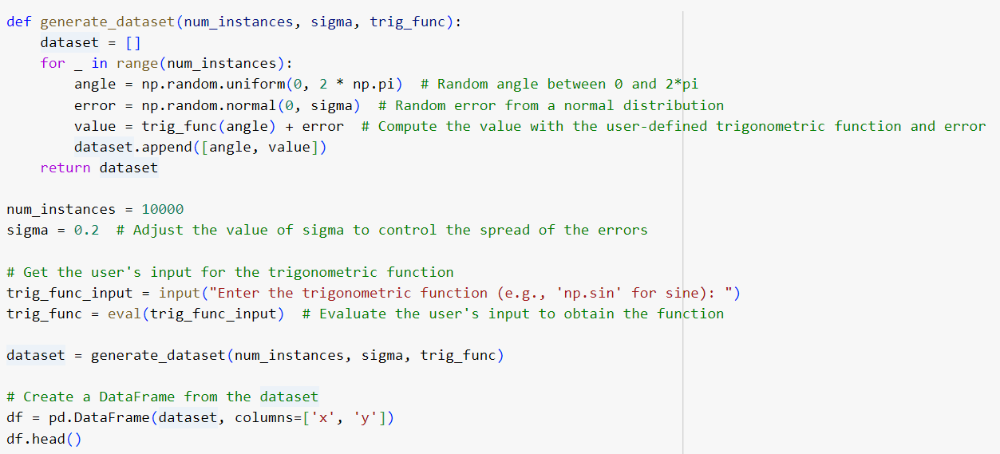 def generate_dataset(num_instances, sigma, trig_func):
    dataset = []
    for _ in range(num_instances):
        angle = np.random.uniform(0, 2 * np.pi)  # Random angle between 0 and 2*pi
        error = np.random.normal(0, sigma)  # Random error from a normal distribution
        value = trig_func(angle) + error  # Compute the value with the user-defined trigonometric function and error
        dataset.append([angle, value])
    return dataset

num_instances = 10000
sigma = 0.2  # Adjust the value of sigma to control the spread of the errors

# Get the user's input for the trigonometric function
trig_func_input = input("Enter the trigonometric function (e.g., 'np.sin' for sine): ")
trig_func = eval(trig_func_input)  # Evaluate the user's input to obtain the function

dataset = generate_dataset(num_instances, sigma, trig_func)

# Create a DataFrame from the dataset
df = pd.DataFrame(dataset, columns=['x', 'y'])
df.head()